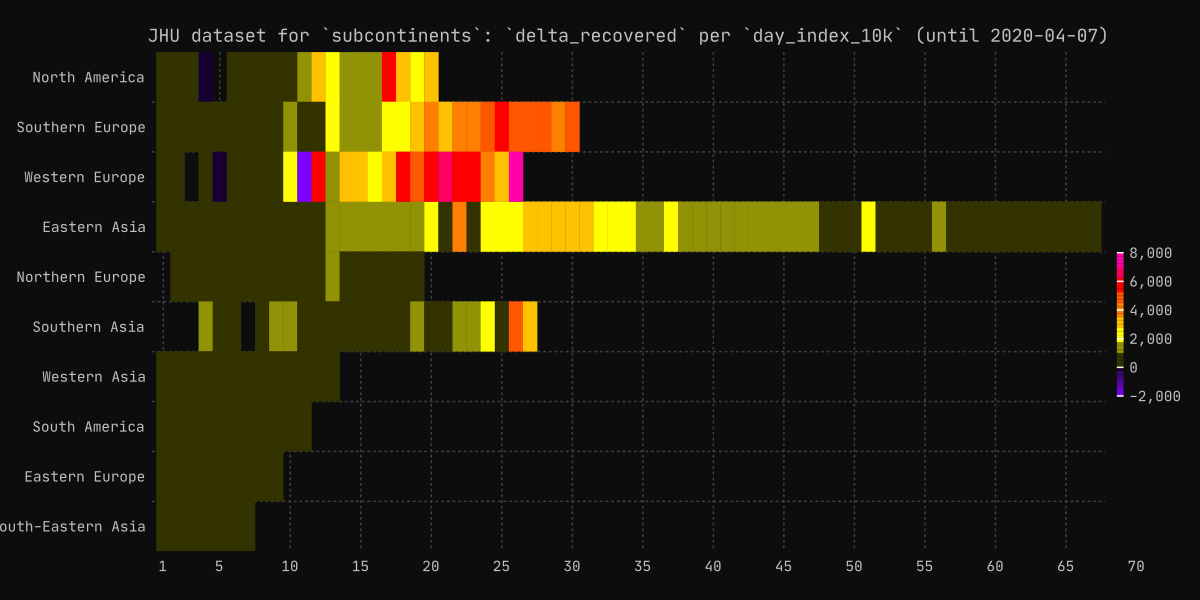 JHU dataset for `subcontinents`: `delta_recovered` per `day_index_10k` (until 2020-04-07)
North America
Southern Europe
Western Europe
Eastern Asia
Northern Europe
Southern Asia
Western Asia
South America
Eastern Europe
outh-Eastern Asia
8,000
6,000
4,000
2,000
0
-2,000
1 5 10 15 20 25 30 35 40 45 50 55 60 65 70